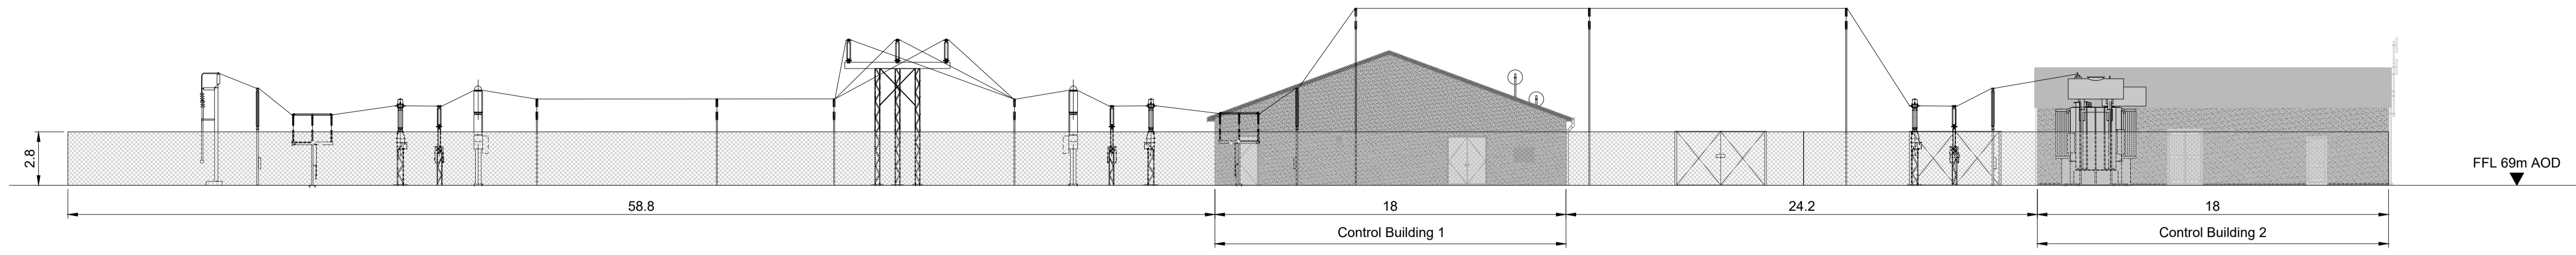 2.8
FFL 69m AOD
58.8
18
24.2
18
Control Building 1
Control Building 2